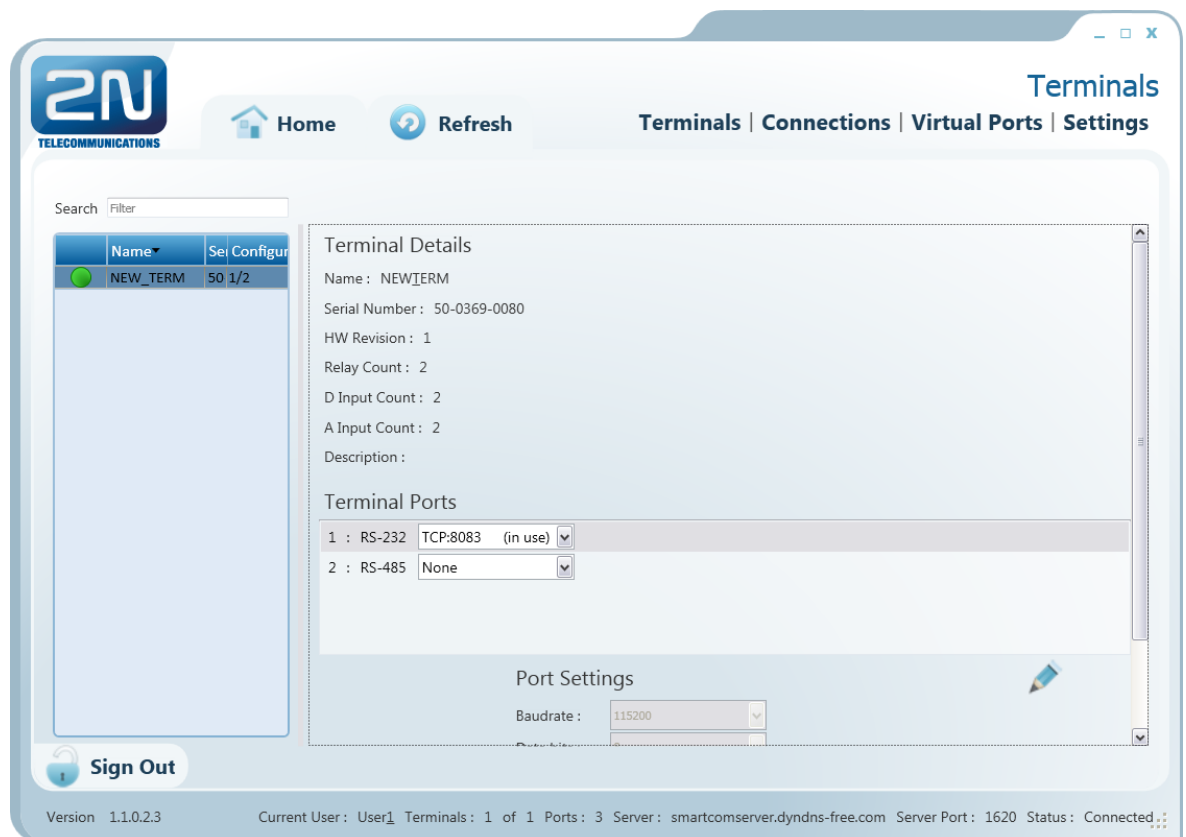 2N
TELECOMMUNICATIONS
Home
Refresh
Terminals
Terminals | Connections | Virtual Ports | Settings
Search Filter
Name Ser Configur
NEW_TERM 50 1/2
Terminal Details
Name : NEWTERM
Serial Number : 50-0369-0080
HW Revision : 1
Relay Count : 2
D Input Count : 2
A Input Count : 2
Description :
Terminal Ports
1 : RS-232 TCP:8083 (in use)
2 : RS-485 None
Port Settings
Baudrate : 115200
Sign Out
Version 1.1.0.2.3 Current User : User1 Terminals : 1 of 1 Ports : 3 Server : smartcomserver.dyndns-free.com Server Port : 1620 Status : Connected